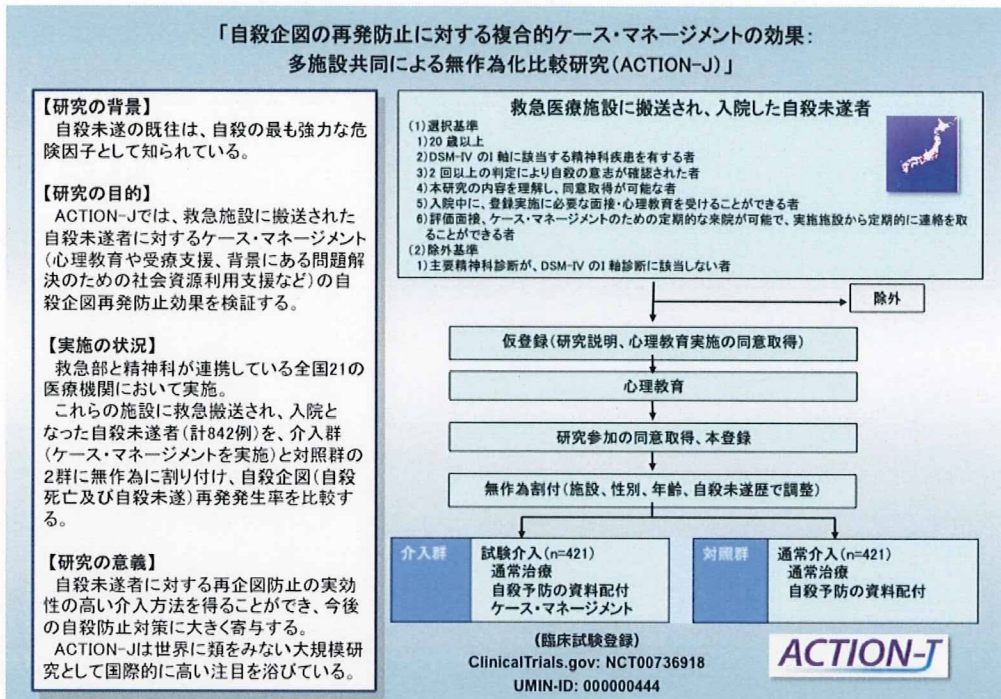 「自殺企図の再発防止に対する複合的ケース・マネージメントの効果：
多施設共同による無作為化比較研究(ACTION-J)」
【研究の背景】
自殺未遂の既往は、自殺の最も強力な危
険因子として知られている。
【研究の目的】
ACTION-Jでは、救急施設に搬送された
自殺未遂者に対するケース・マネージメント
(心理教育や受療支援、背景にある問題解
決のための社会資源利用支援など)の自
殺企図再発防止効果を検証する。
【実施の状況】
救急部と精神科が連携している全国21の
医療機関において実施。
これらの施設に救急搬送され、入院と
なった自殺未遂者(計842例)を、介入群
(ケース・マネージメントを実施)と対照群の
2群に無作為に割り付け、自殺企図(自殺
死亡及び自殺未遂)再発発生率を比較す
る。
【研究の意義】
自殺未遂者に対する再企図防止の実効
性の高い介入方法を得ることができ、今後
の自殺防止対策に大きく寄与する。
ACTION-Jは世界に類をみない大規模研
究として国際的に高い注目を浴びている。
救急医療施設に搬送され、入院した自殺未遂者
(1)選択基準
1)20 歳以上
2)DSM-IV のI 軸に該当する精神科疾患を有する者
3)2 回以上の判定により自殺の意志が確認された者
4)本研究の内容を理解し、同意取得が可能な者
5)入院中に、登録実施に必要な面接・心理教育を受けることができる者
6)評価面接、ケース・マネージメントのための定期的な来院が可能で、実施施設から定期的に連絡を取
ることができる者
(2)除外基準
1)主要精神科診断が、DSM-IV のI 軸診断に該当しない者
除外
仮登録(研究説明、心理教育実施の同意取得)
心理教育
研究参加の同意取得、本登録
無作為割付(施設、性別、年齢、自殺未遂歴で調整)
介入群
試験介入(n=421)
通常治療
自殺予防の資料配付
ケース・マネージメント
対照群
通常介入(n=421)
通常治療
自殺予防の資料配付
(臨床試験登録)
ClinicalTrials.gov: NCT00736918
UMIN-ID: 000000444
ACTION-J